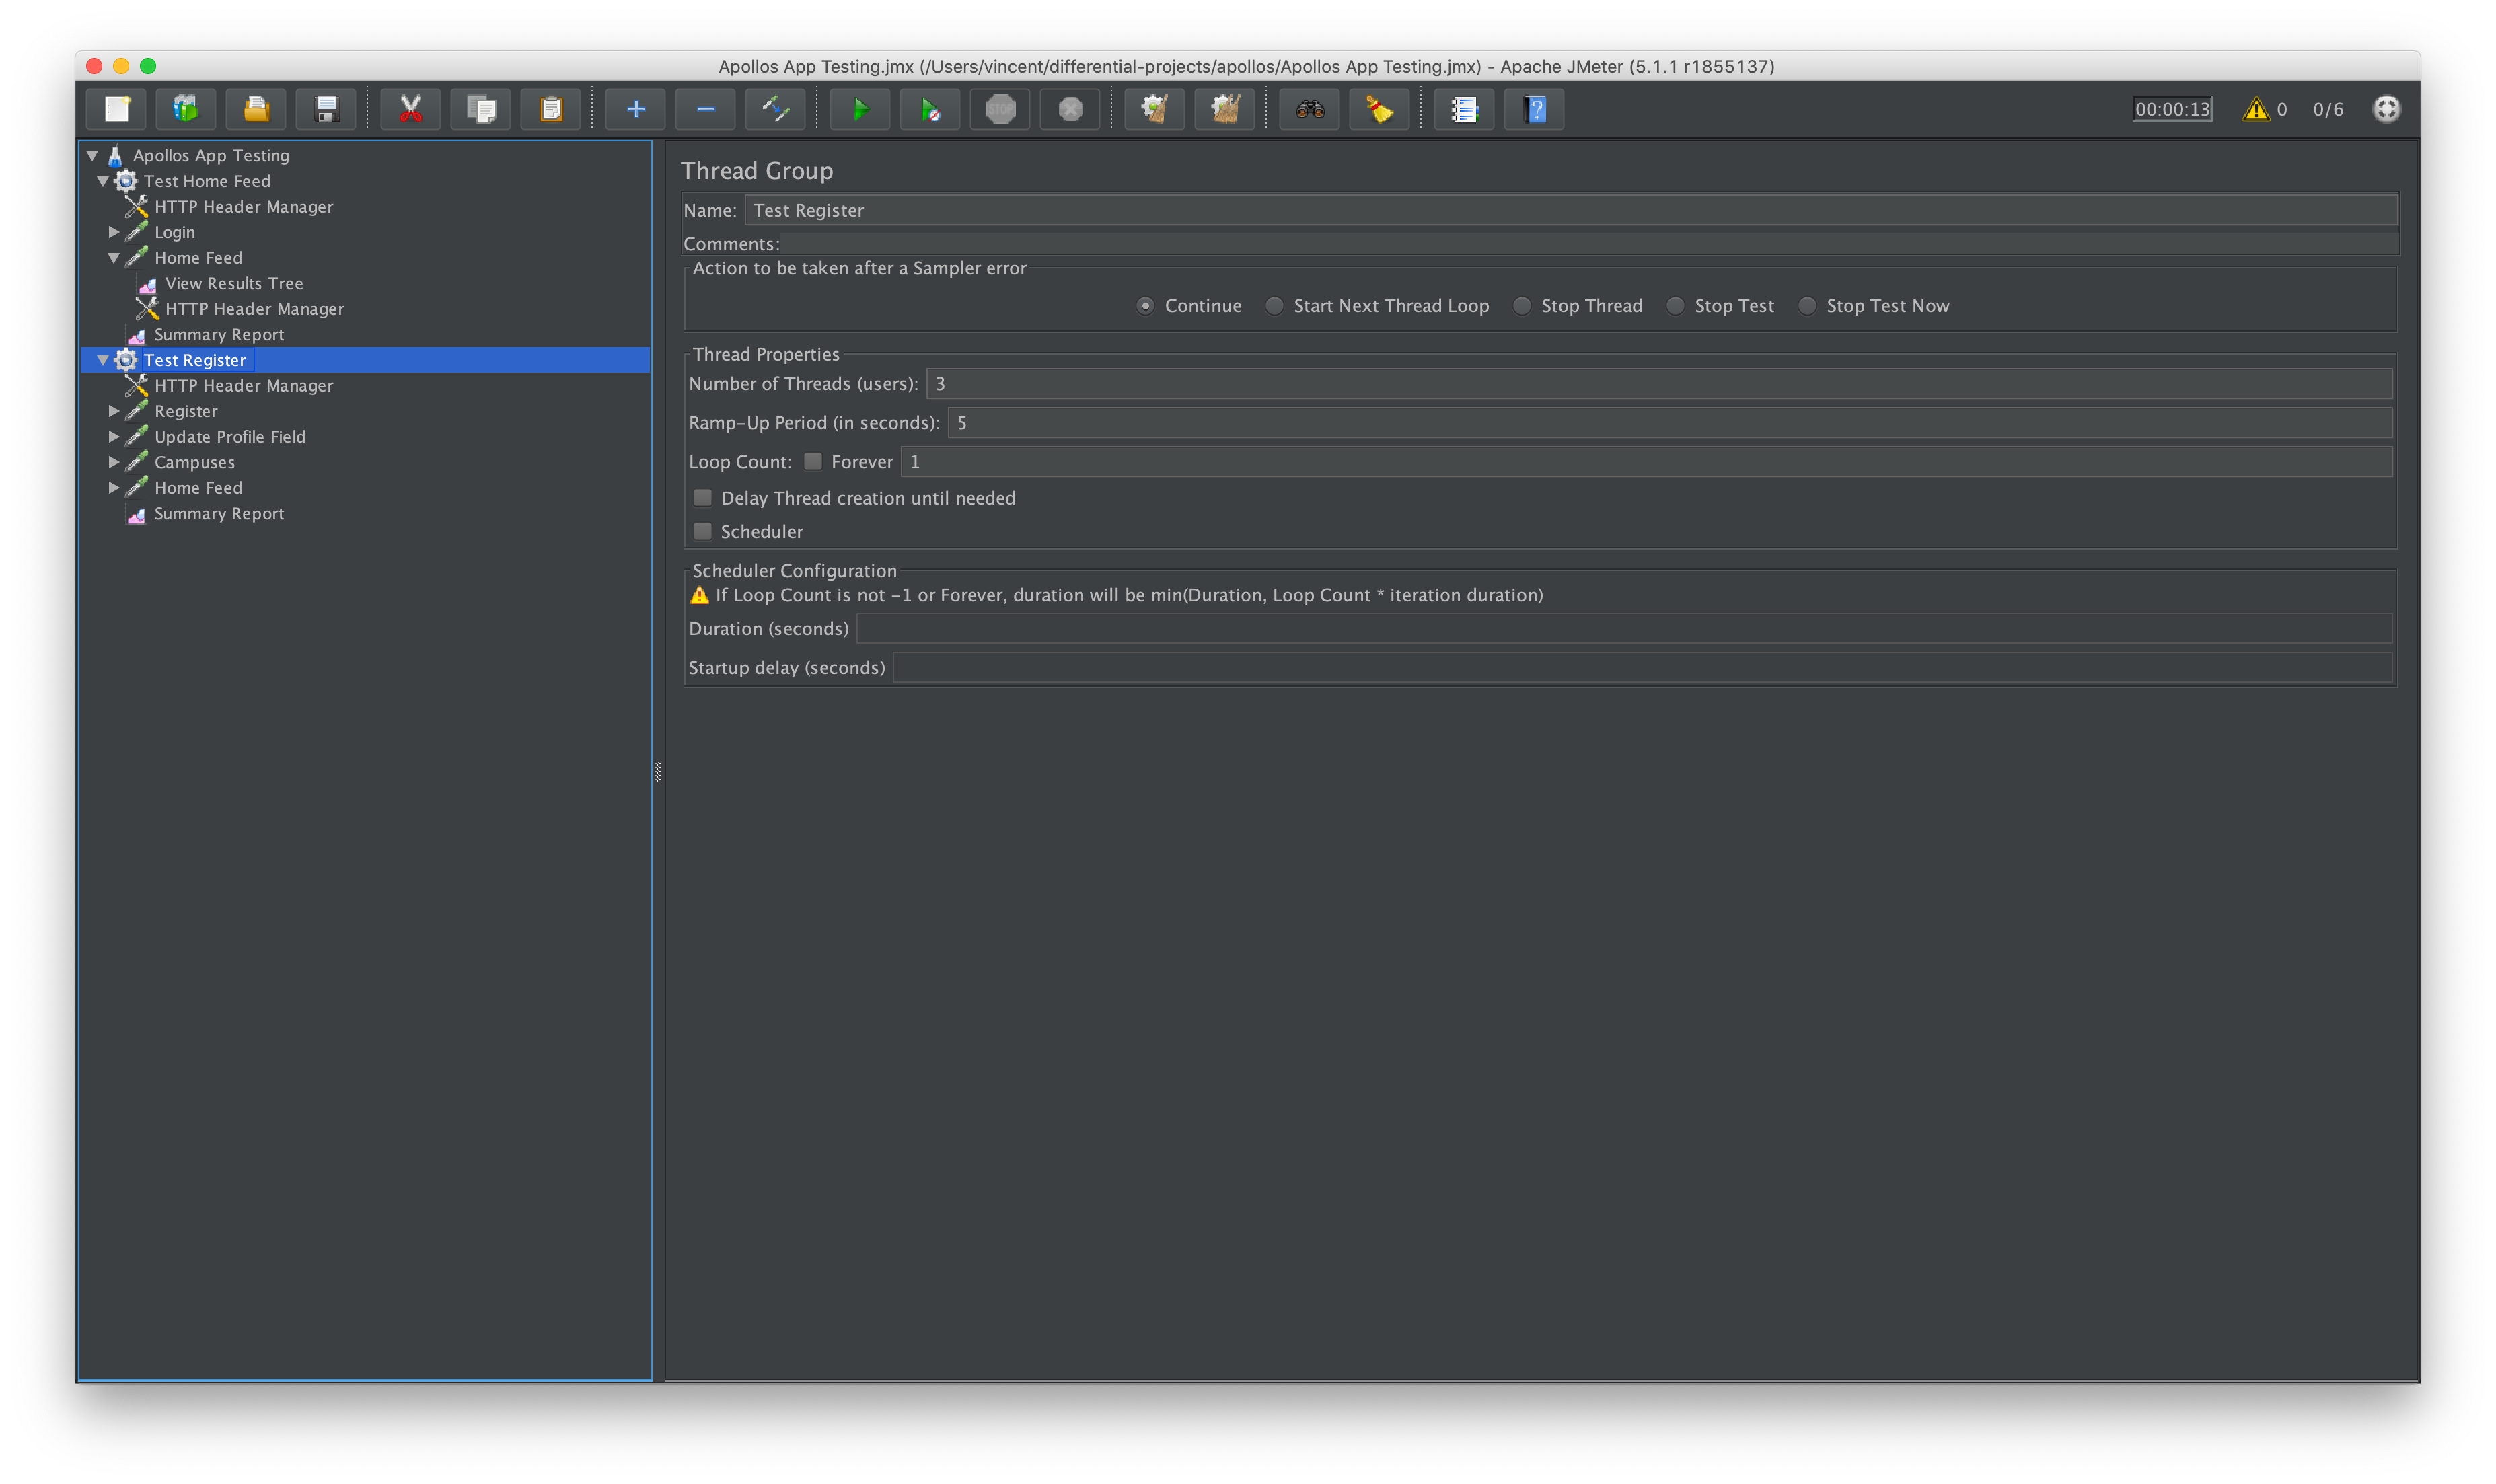 Apollos App Testing.jmx (/Users/vincent/differential-projects/apollos/Apollos App Testing.jmx) - Apache JMeter (5.1.1 r1855137)
STOP
?
00:00:13
0
0/6
Apollos App Testing
Test Home Feed
HTTP Header Manager
Login
Home Feed
View Results Tree
HTTP Header Manager
Summary Report
Test Register
HTTP Header Manager
Register
Update Profile Field
Campuses
Home Feed
Summary Report
Thread Group
Name: Test Register
Comments:
Action to be taken after a Sampler error
Continue Start Next Thread Loop Stop Thread Stop Test Stop Test Now
Thread Properties
Number of Threads (users): 3
Ramp-Up Period (in seconds): 5
Loop Count: Forever 1
Delay Thread creation until needed
Scheduler
Scheduler Configuration
If Loop Count is not -1 or Forever, duration will be min(Duration, Loop Count * iteration duration)
Duration (seconds)
Startup delay (seconds)